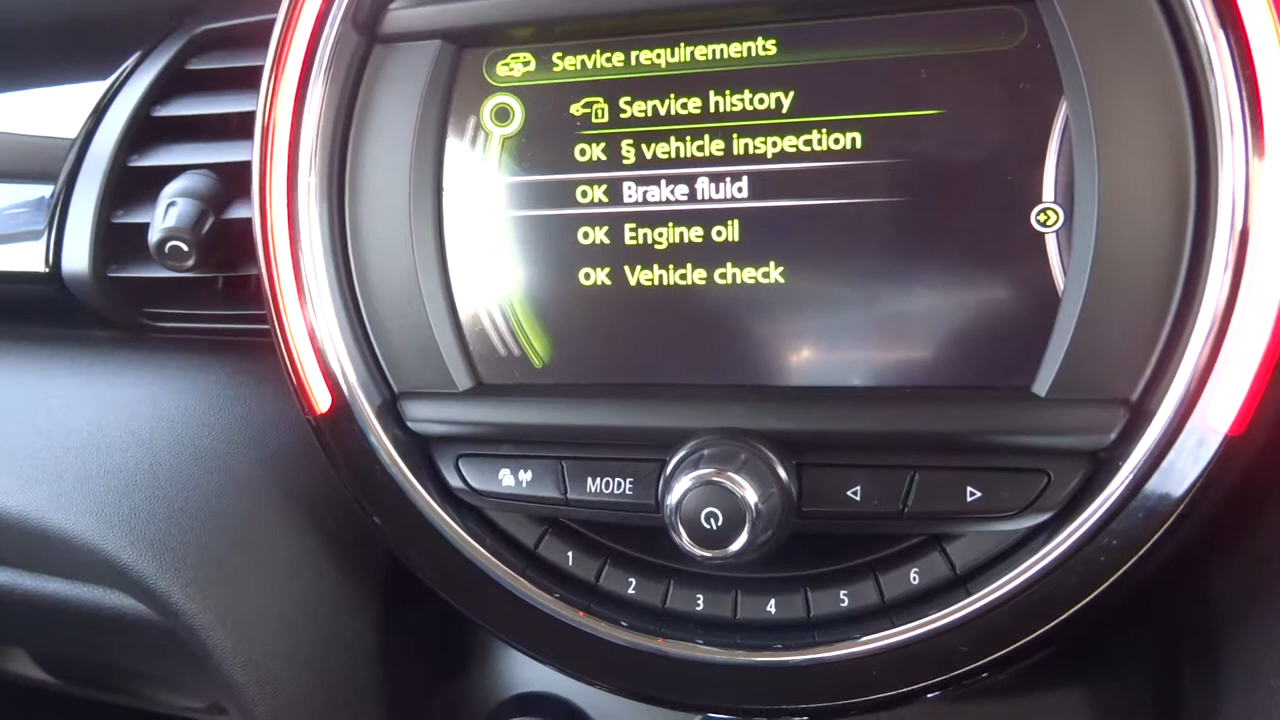 Service requirements
Service history
OK § vehicle inspection
OK Brake fluid
OK Engine oil
OK Vehicle check
MODE
1 2 3 4 5 6